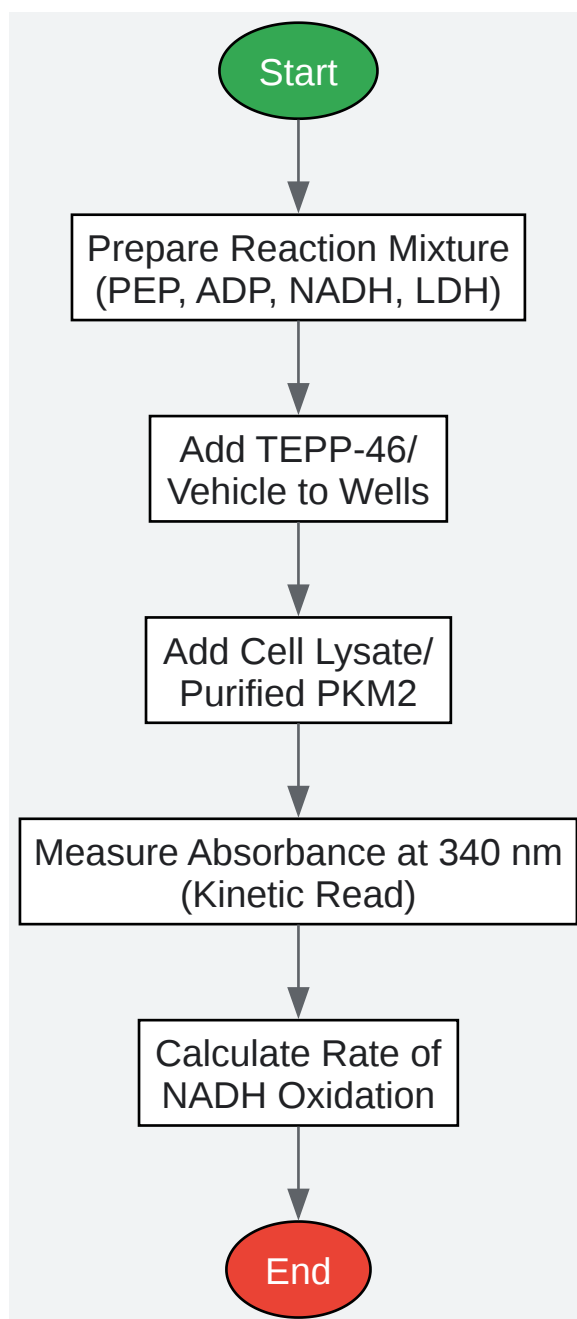 Start
Prepare Reaction Mixture
(PEP, ADP, NADH, LDH)
Add TEPP-46/
Vehicle to Wells
Add Cell Lysate/
Purified PKM2
Measure Absorbance at 340 nm
(Kinetic Read)
Calculate Rate of
NADH Oxidation
End